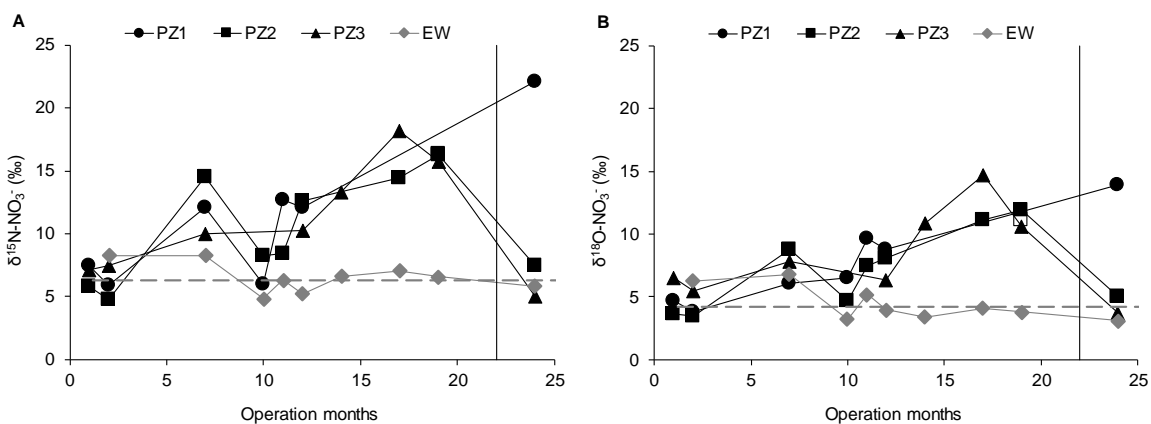 A
PZ1 PZ2 PZ3 EW
25
20
15
10
5
0
δ¹⁵N-NO₃⁻ (‰)
0 5 10 15 20 25
Operation months
B
PZ1 PZ2 PZ3 EW
25
20
15
10
5
0
δ¹⁸O-NO₃⁻ (‰)
0 5 10 15 20 25
Operation months